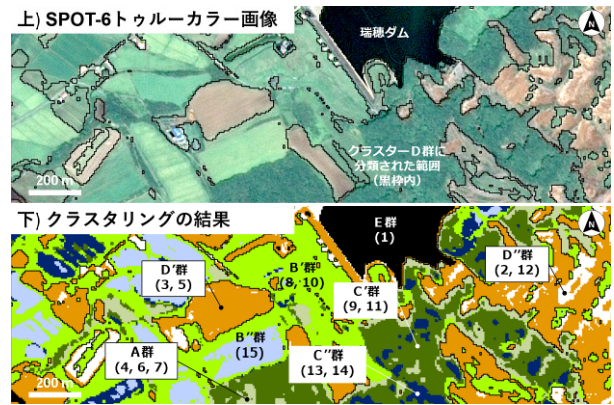 上) SPOT-6トゥルーカラー画像
瑞穂ダム
N
クラスターD群に
分類された範囲
（黒枠内）
200 m
下) クラスタリングの結果
N
E群
(1)
D′群
(3, 5)
B′群
(8, 10)
C′群
(9, 11)
D″群
(2, 12)
A群
(4, 6, 7)
B″群
(15)
C″群
(13, 14)
200 m